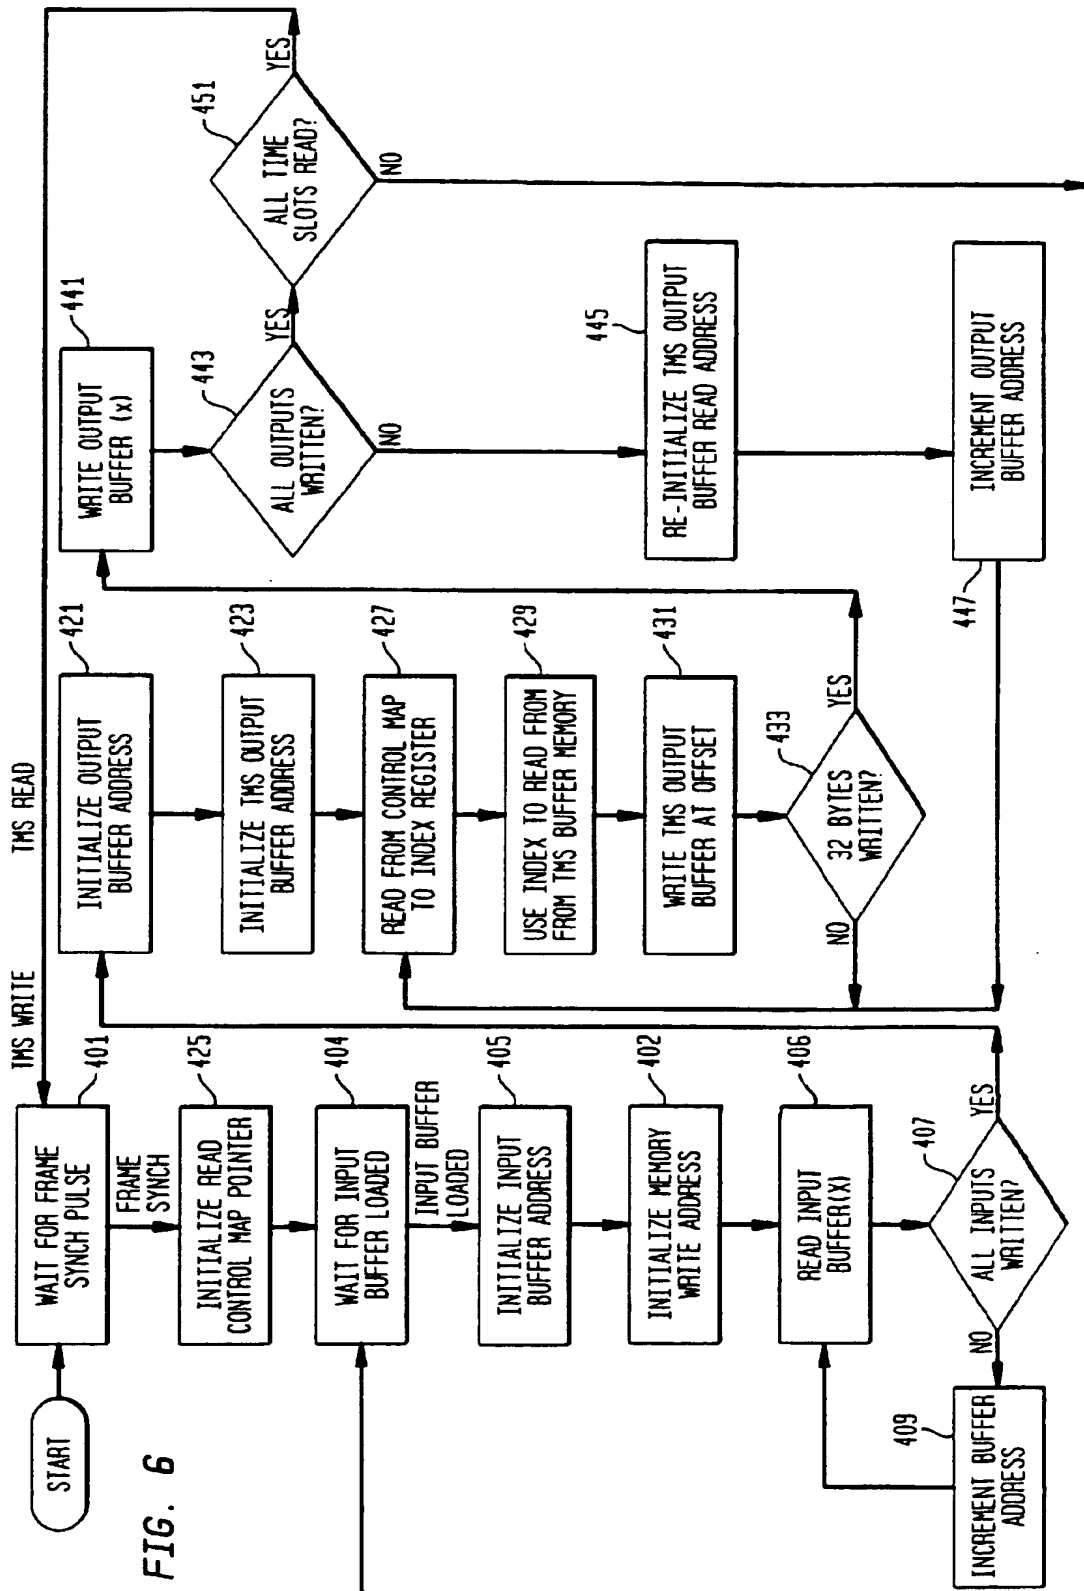 FIG. 6
START
TMS WRITE
TMS READ
401
WAIT FOR FRAME
SYNCH PULSE
FRAME
SYNCH
425
INITIALIZE READ
CONTROL MAP POINTER
404
WAIT FOR INPUT
BUFFER LOADED
INPUT BUFFER
LOADED
405
INITIALIZE INPUT
BUFFER ADDRESS
402
INITIALIZE MEMORY
WRITE ADDRESS
406
READ INPUT
BUFFER(X)
407
ALL INPUTS
WRITTEN?
NO
YES
409
INCREMENT BUFFER
ADDRESS
421
INITIALIZE OUTPUT
BUFFER ADDRESS
423
INITIALIZE TMS OUTPUT
BUFFER ADDRESS
427
READ FROM CONTROL MAP
TO INDEX REGISTER
429
USE INDEX TO READ FROM
FROM TMS BUFFER MEMORY
431
WRITE TMS OUTPUT
BUFFER AT OFFSET
433
32 BYTES
WRITTEN?
NO
YES
441
WRITE OUTPUT
BUFFER (x)
443
ALL OUTPUTS
WRITTEN?
YES
NO
445
RE-INITIALIZE TMS OUTPUT
BUFFER READ ADDRESS
447
INCREMENT OUTPUT
BUFFER ADDRESS
451
ALL TIME
SLOTS READ?
YES
NO